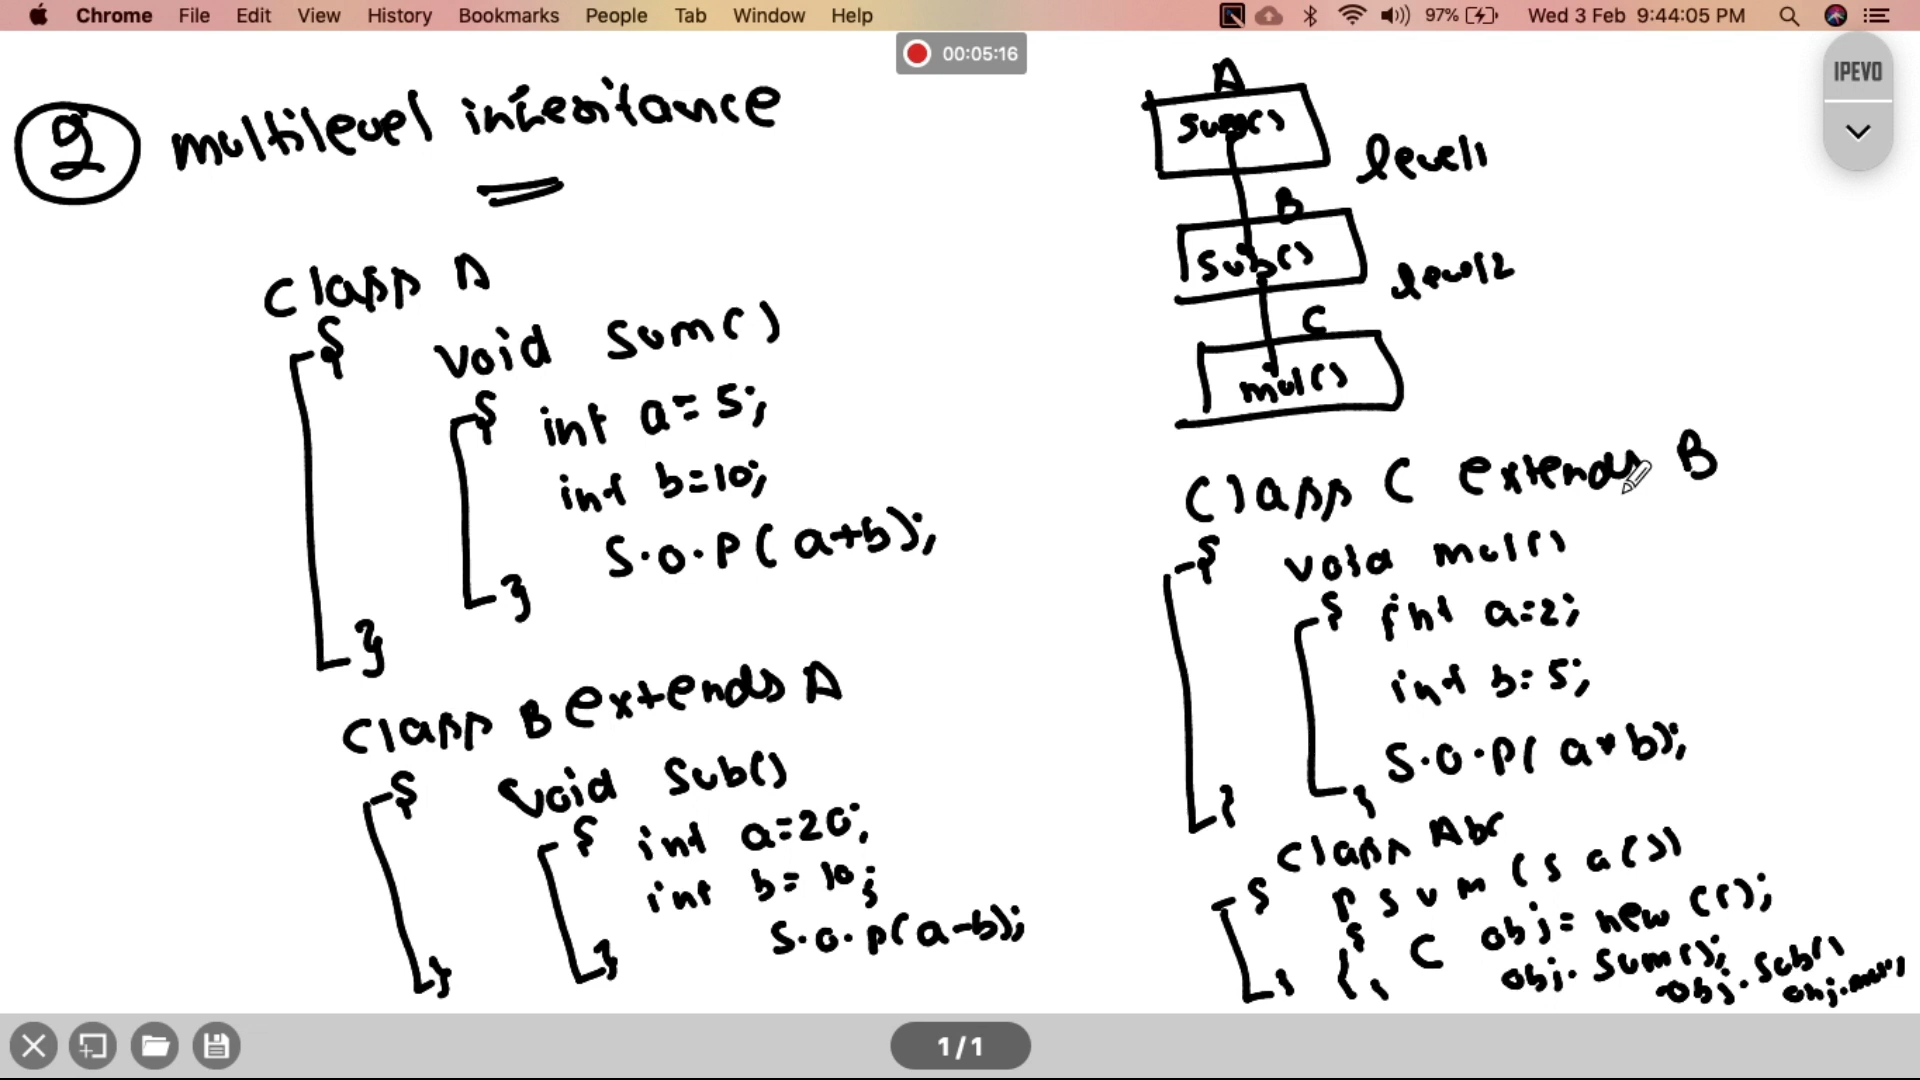 Chrome File Edit View History Bookmarks People Tab Window Help 97% Wed 3 Feb 9:44:05 PM
00:05:16
IPEVO
2 multilevel inheritance
class A
{ void sum()
{ int a=5;
int b=10;
S.O.P(a+b);
}
}
class B extends A
{ void sub()
{ int a=20;
int b=10;
S.O.P(a-b);
}
}
A
sum()
level1
B
sub()
level2
C
mul()
class C extends B
{ void mul()
{ int a=2;
int b=5;
S.O.P(a*b);
}
}
class Abc
{ P S V m (S a[])
{ C obj=new C();
obj.sum();
obj.sub()
obj.mul()
}
}
1/1